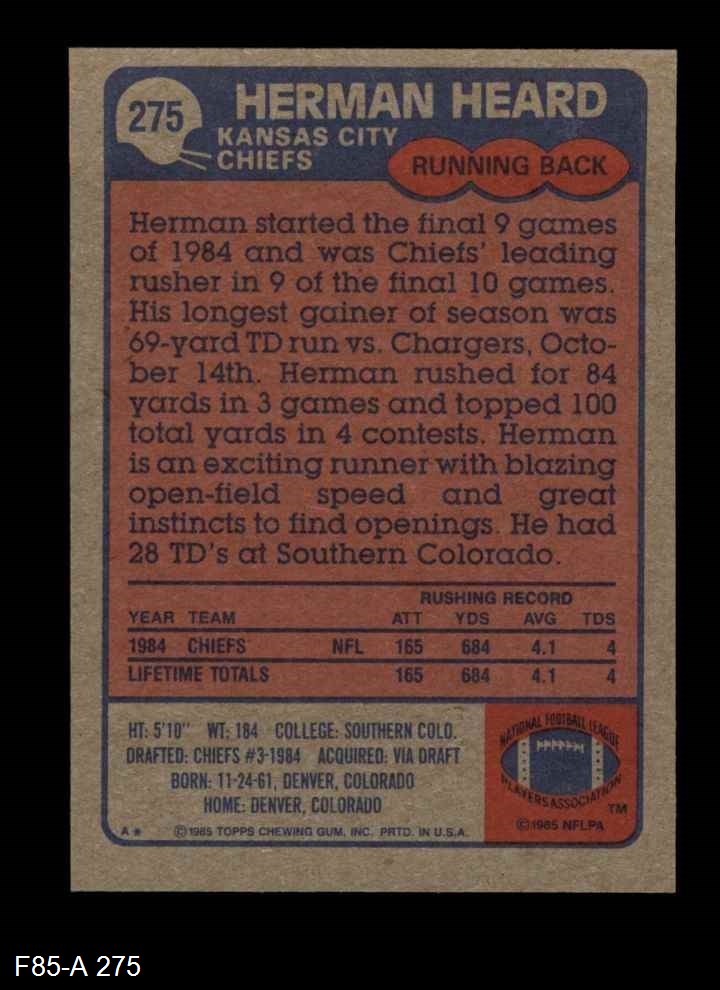 275
HERMAN HEARD
KANSAS CITY
CHIEFS
RUNNING BACK
Herman started the final 9 games
of 1984 and was Chiefs' leading
rusher in 9 of the final 10 games.
His longest gainer of season was
69-yard TD run vs. Chargers, Octo-
ber 14th. Herman rushed for 84
yards in 3 games and topped 100
total yards in 4 contests. Herman
is an exciting runner with blazing
open-field speed and great
instincts to find openings. He had
28 TD's at Southern Colorado.
RUSHING RECORD
YEAR TEAM ATT YDS AVG TDS
1984 CHIEFS NFL 165 684 4.1 4
LIFETIME TOTALS 165 684 4.1 4
HT: 5'10" WT: 184 COLLEGE: SOUTHERN COLO.
DRAFTED: CHIEFS #3-1984 ACQUIRED: VIA DRAFT
BORN: 11-24-61, DENVER, COLORADO
HOME: DENVER, COLORADO
A* ©1985 TOPPS CHEWING GUM, INC. PRTD. IN U.S.A.
NATIONAL FOOTBALL LEAGUE
PLAYERS ASSOCIATION
TM
©1985 NFLPA
F85-A 275